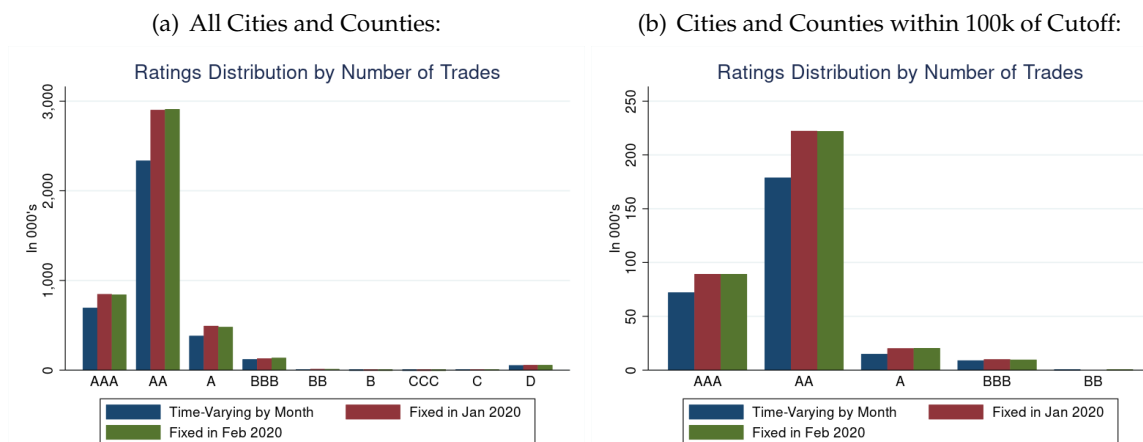 (a) All Cities and Counties:
Ratings Distribution by Number of Trades
In 000's
3,000
2,000
1,000
0
AAA AA A BBB BB B CCC C D
Time-Varying by Month Fixed in Jan 2020
Fixed in Feb 2020
(b) Cities and Counties within 100k of Cutoff:
Ratings Distribution by Number of Trades
In 000's
250
200
150
100
50
0
AAA AA A BBB BB
Time-Varying by Month Fixed in Jan 2020
Fixed in Feb 2020